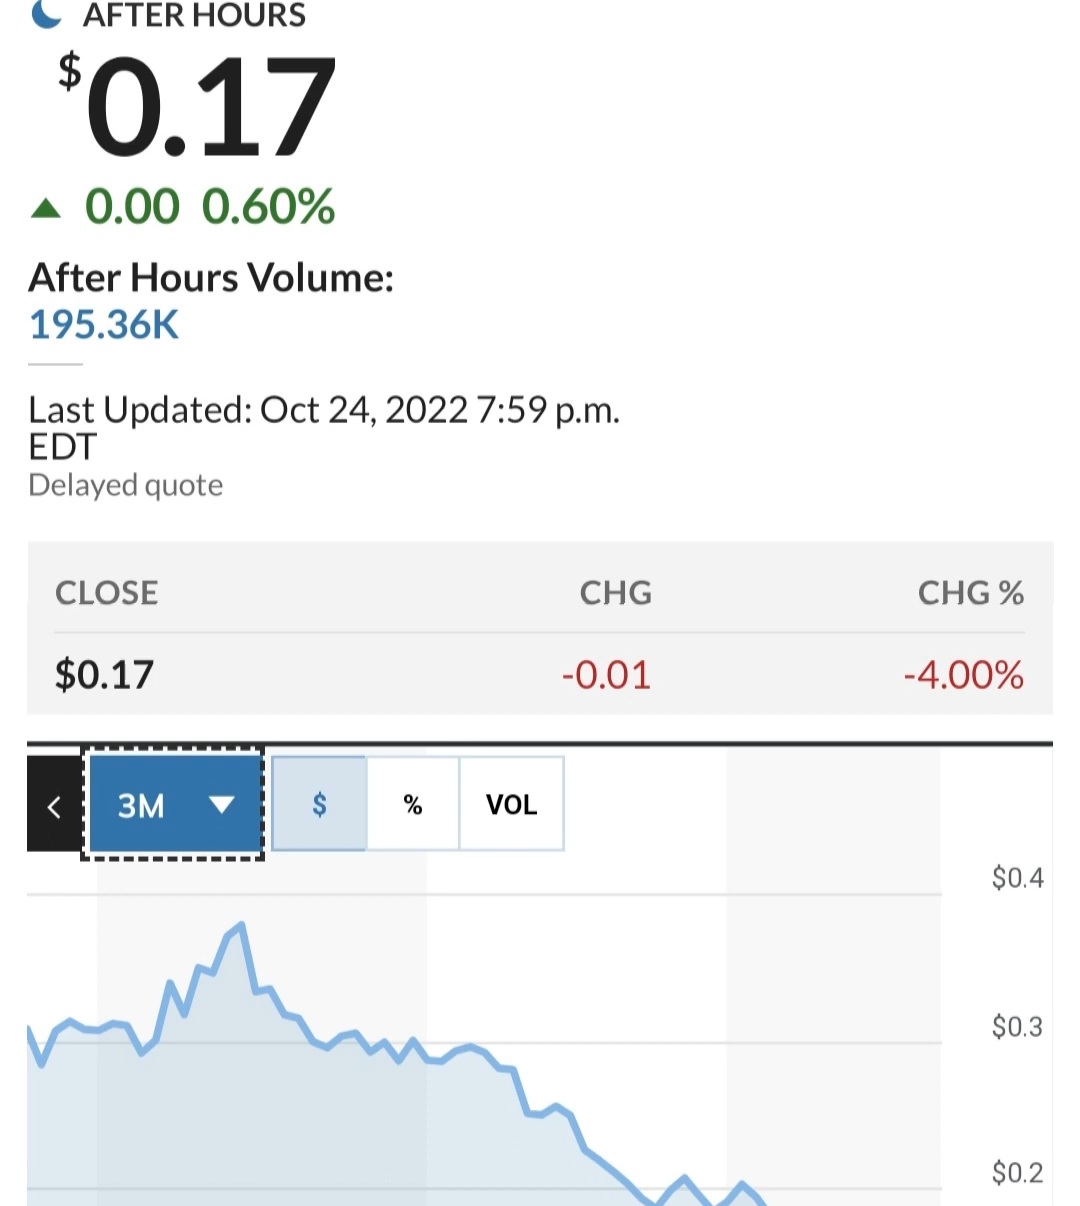 AFTER HOURS
$0.17
0.00 0.60%
After Hours Volume:
195.36K
Last Updated: Oct 24, 2022 7:59 p.m.
EDT
Delayed quote
CLOSE CHG CHG %
$0.17 -0.01 -4.00%
3M $ % VOL
$0.4
$0.3
$0.2